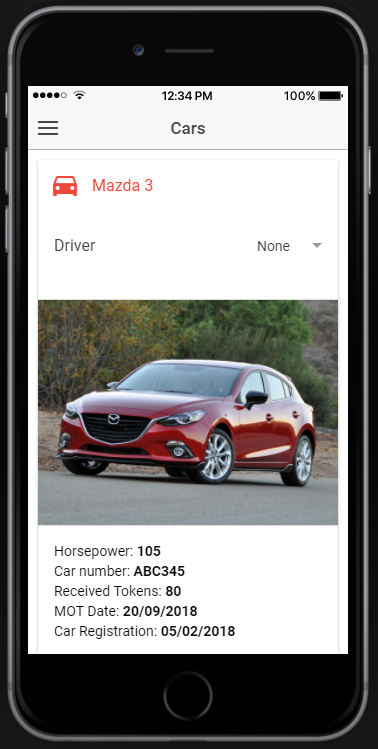 12:34 PM 100%
Cars
Mazda 3
Driver None
Horsepower: 105
Car number: ABC345
Received Tokens: 80
MOT Date: 20/09/2018
Car Registration: 05/02/2018